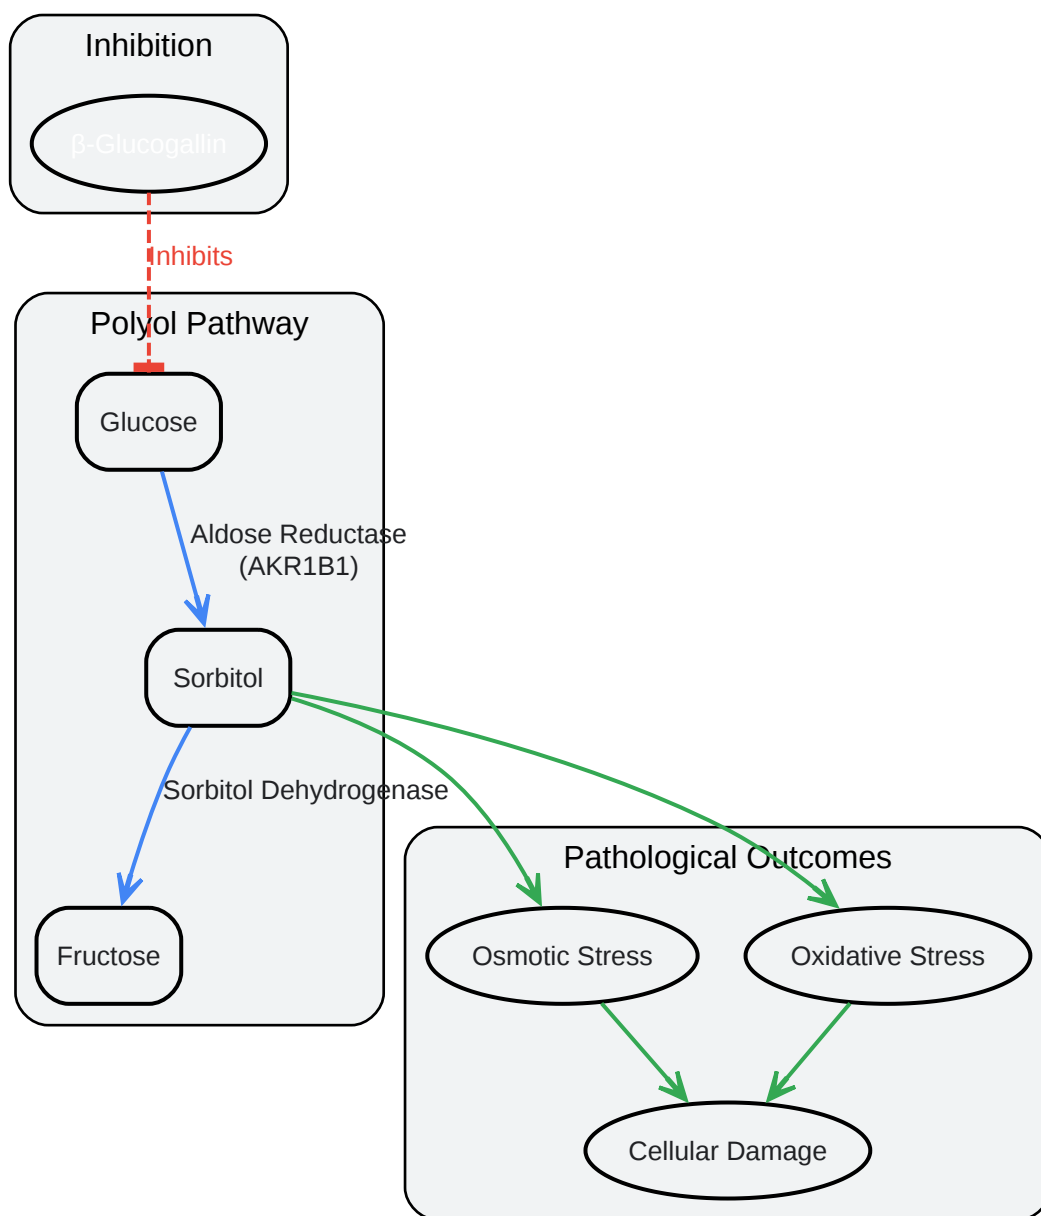 Inhibition
β-Glucogallin
Inhibits
Polyol Pathway
Glucose
Aldose Reductase
(AKR1B1)
Sorbitol
Sorbitol Dehydrogenase
Fructose
Pathological Outcomes
Osmotic Stress
Oxidative Stress
Cellular Damage